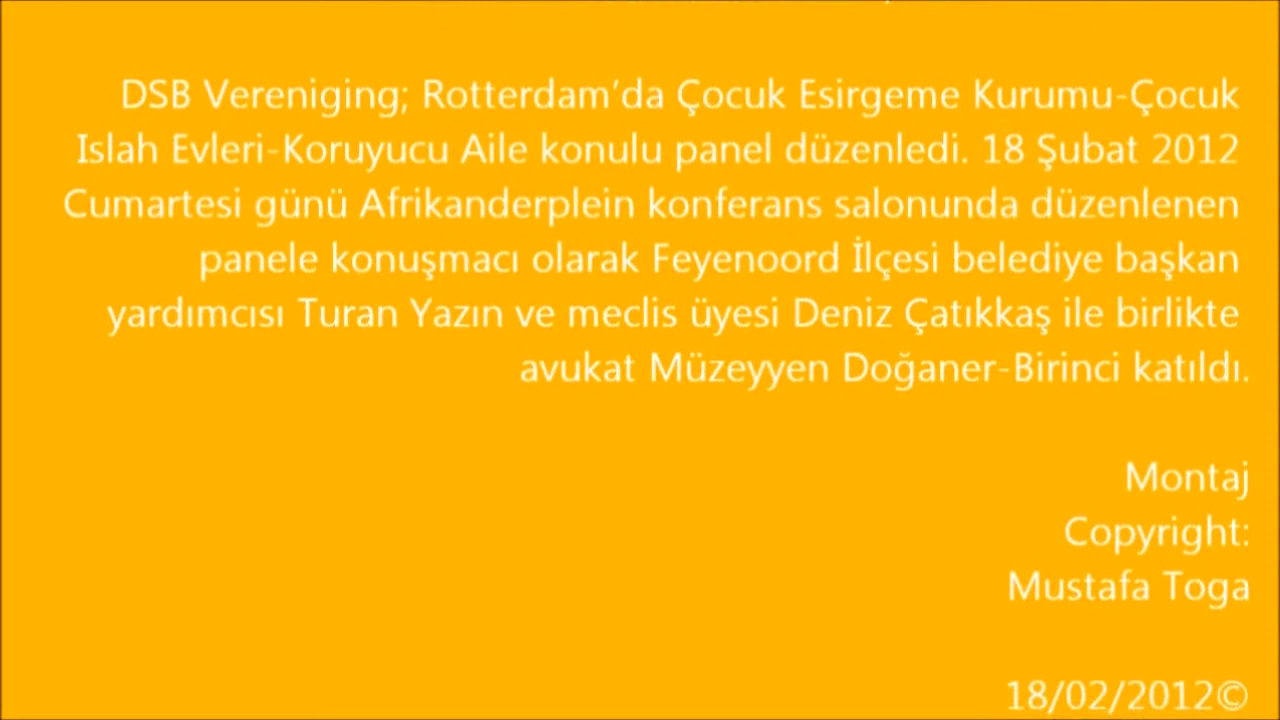 DSB Vereniging; Rotterdam'da Çocuk Esirgeme Kurumu-Çocuk
Islah Evleri-Koruyucu Aile konulu panel düzenledi. 18 Şubat 2012
Cumartesi günü Afrikanderplein konferans salonunda düzenlenen
panele konuşmacı olarak Feyenoord İlçesi belediye başkan
yardımcısı Turan Yazın ve meclis üyesi Deniz Çatıkkaş ile birlikte
avukat Müzeyyen Doğaner-Birinci katıldı.
Montaj
Copyright:
Mustafa Toga
18/02/2012©